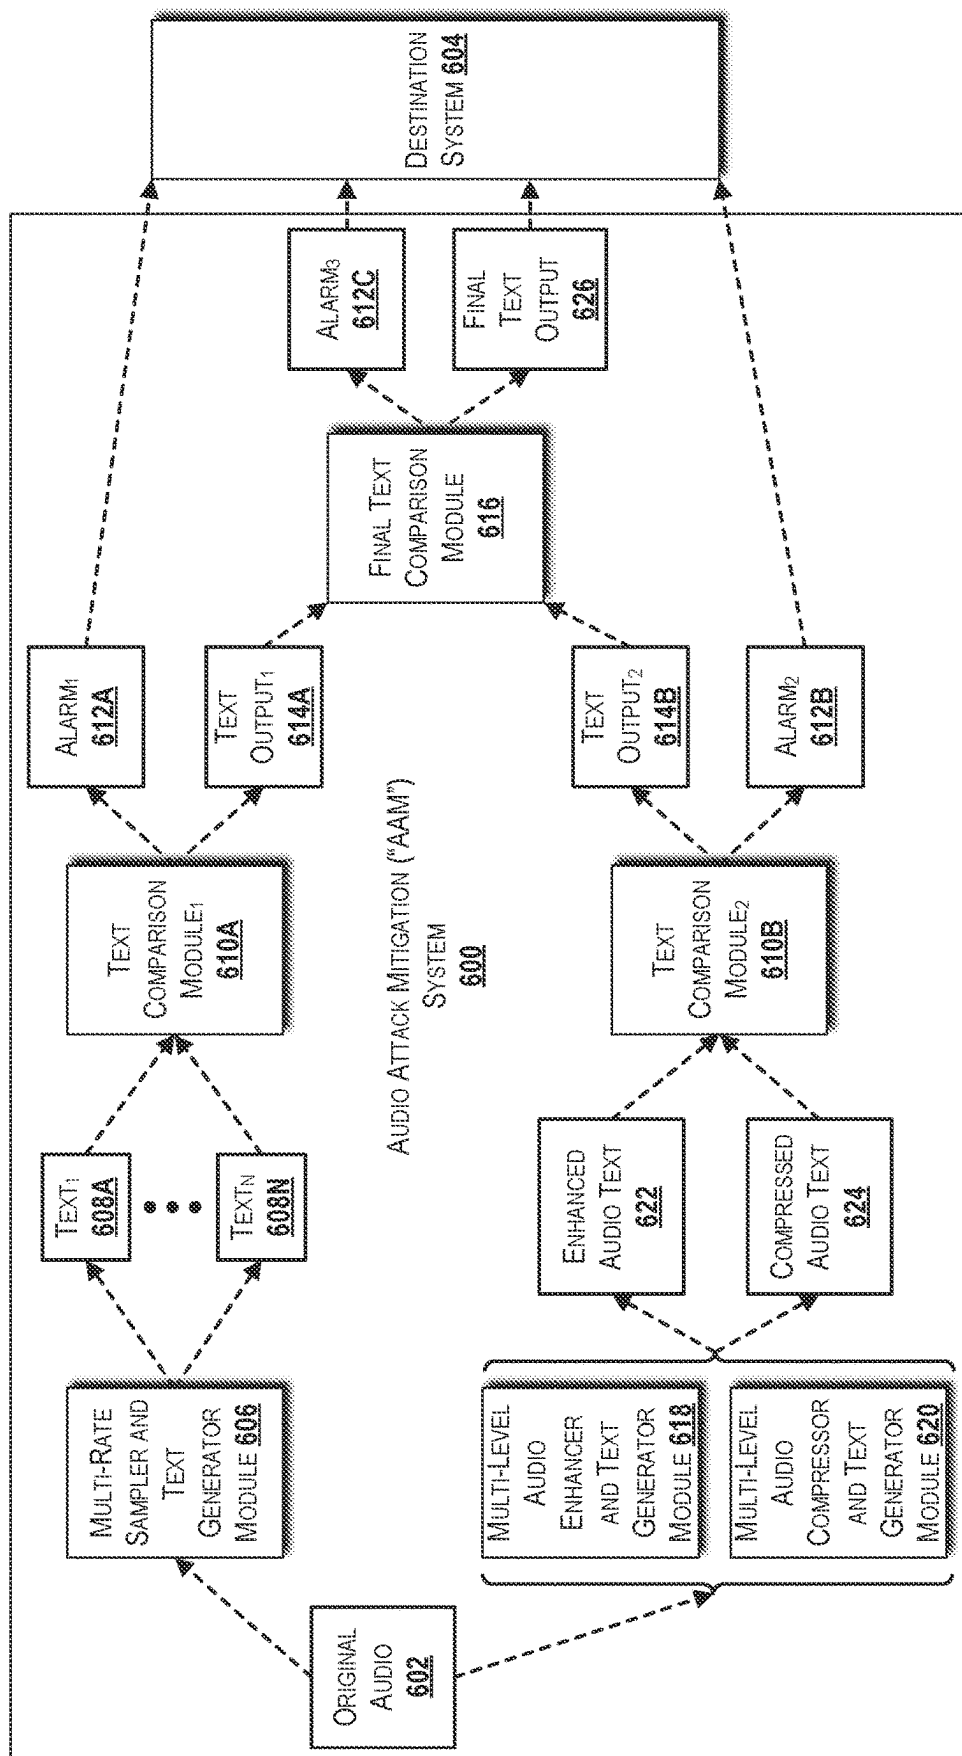 ORIGINAL
AUDIO
602
MULTI-RATE
SAMPLER AND
TEXT
GENERATOR
MODULE 606
TEXT1
608A
TEXTN
608N
TEXT
COMPARISON
MODULE1
610A
ALARM1
612A
TEXT
OUTPUT1
614A
AUDIO ATTACK MITIGATION ("AAM")
SYSTEM
600
MULTI-LEVEL
AUDIO
ENHANCER
AND TEXT
GENERATOR
MODULE 618
MULTI-LEVEL
AUDIO
COMPRESSOR
AND TEXT
GENERATOR
MODULE 620
ENHANCED
AUDIO TEXT
622
COMPRESSED
AUDIO TEXT
624
TEXT
COMPARISON
MODULE2
610B
TEXT
OUTPUT2
614B
ALARM2
612B
FINAL TEXT
COMPARISON
MODULE
616
ALARM3
612C
FINAL
TEXT
OUTPUT
626
DESTINATION
SYSTEM 604